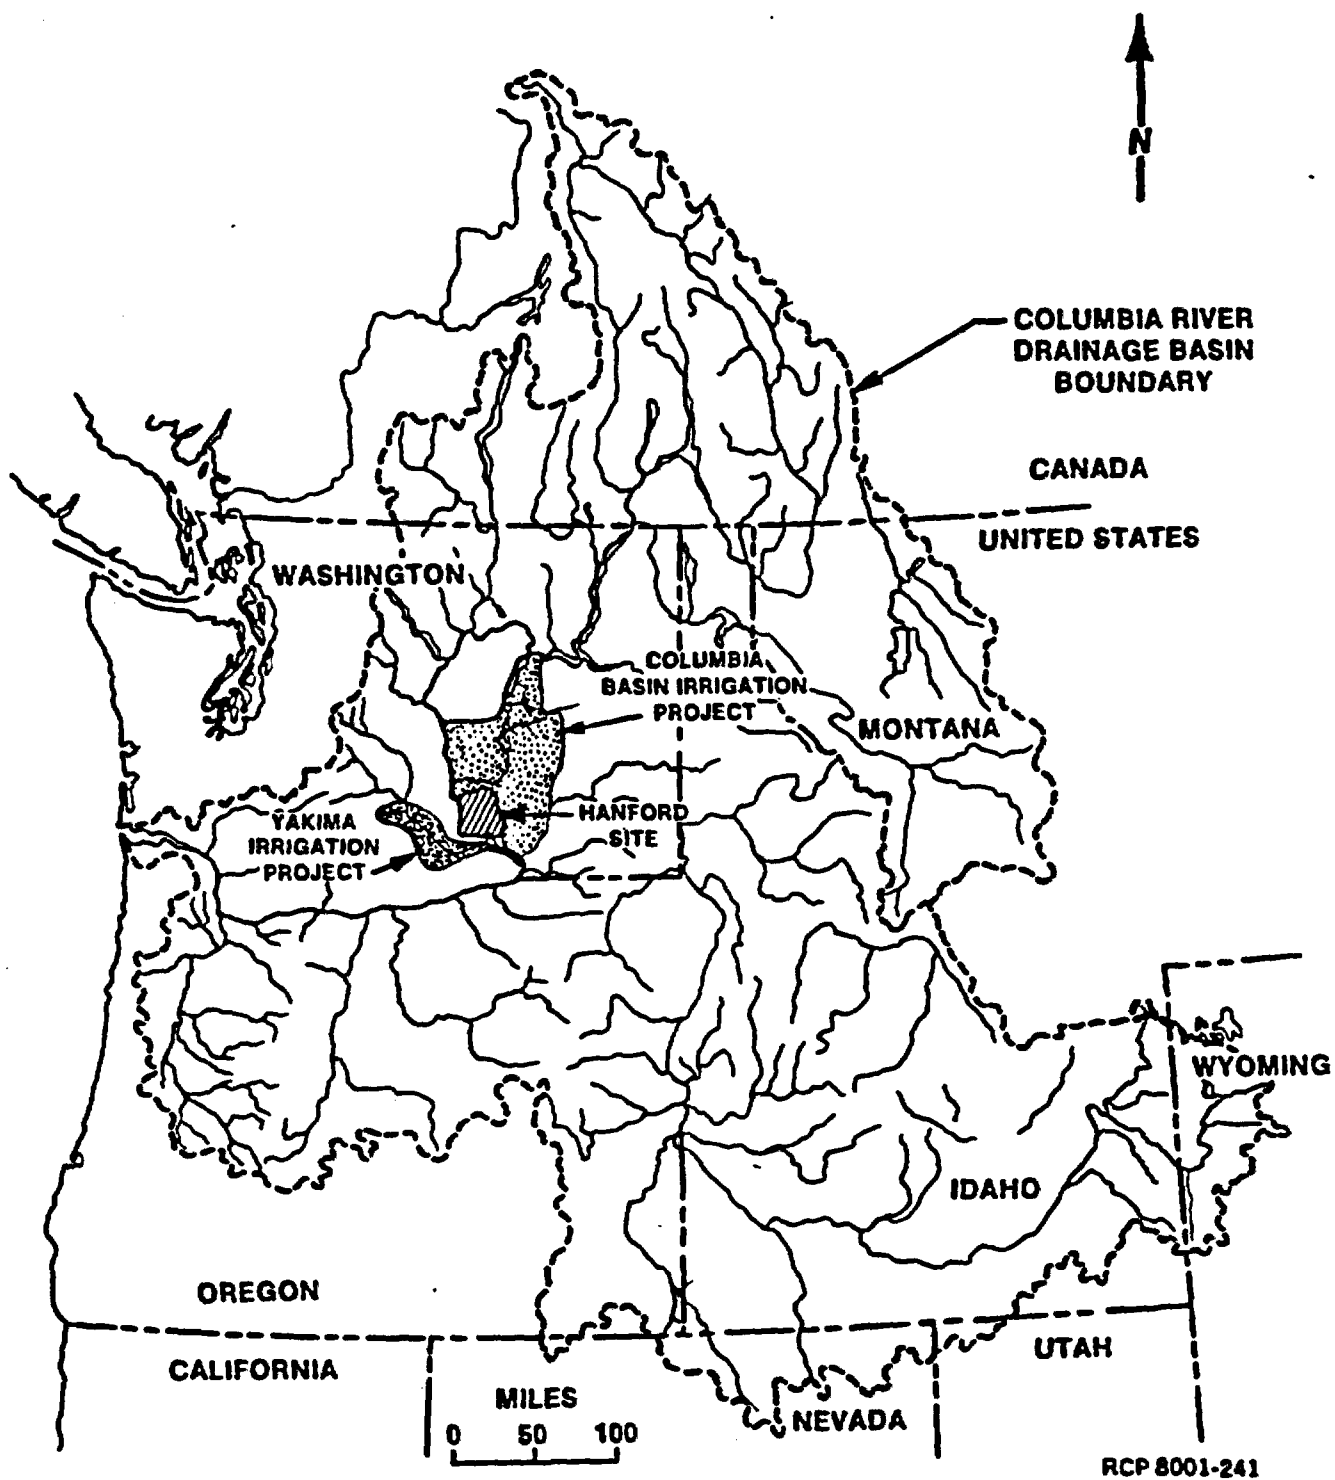 N
COLUMBIA RIVER
DRAINAGE BASIN
BOUNDARY
CANADA
UNITED STATES
WASHINGTON
COLUMBIA
BASIN IRRIGATION
PROJECT
MONTANA
HANFORD
SITE
YAKIMA
IRRIGATION
PROJECT
WYOMING
IDAHO
OREGON
CALIFORNIA
UTAH
NEVADA
MILES
0 50 100
RCP 8001-241